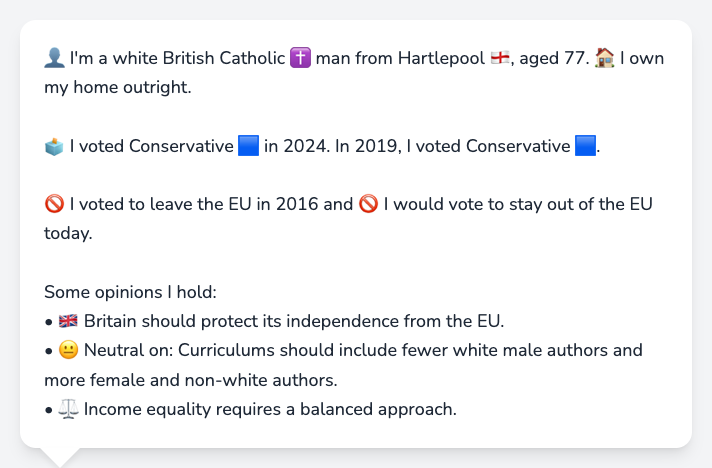 👤 I'm a white British Catholic ✝️ man from Hartlepool 🏴󠁧󠁢󠁥󠁮󠁧󠁿, aged 77. 🏠 I own
my home outright.
🗳️ I voted Conservative 🟦 in 2024. In 2019, I voted Conservative 🟦.
🚫 I voted to leave the EU in 2016 and 🚫 I would vote to stay out of the EU
today.
Some opinions I hold:
• 🇬🇧 Britain should protect its independence from the EU.
• 😐 Neutral on: Curriculums should include fewer white male authors and
more female and non-white authors.
• ⚖️ Income equality requires a balanced approach.